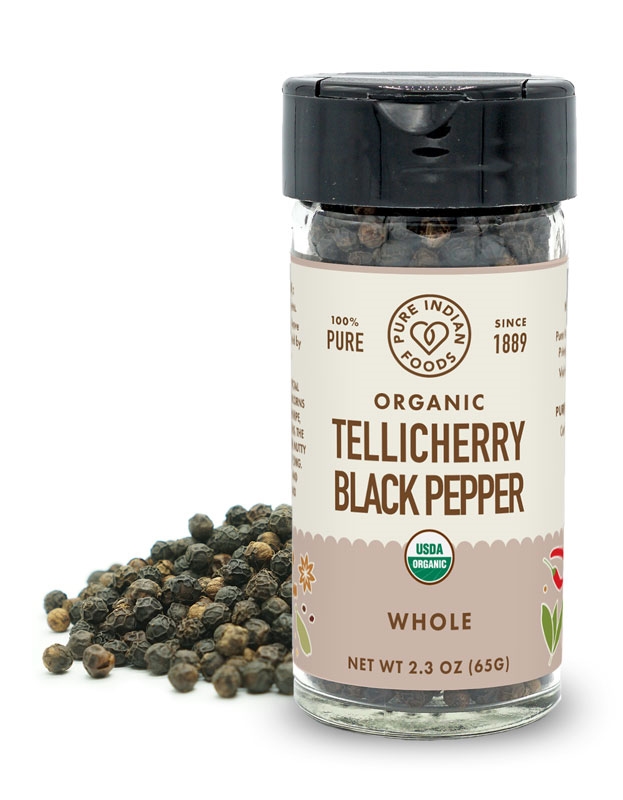 100%
PURE
PURE INDIAN
FOODS
SINCE
1889
ORGANIC
TELLICHERRY
BLACK PEPPER
USDA
ORGANIC
WHOLE
NET WT 2.3 OZ (65G)